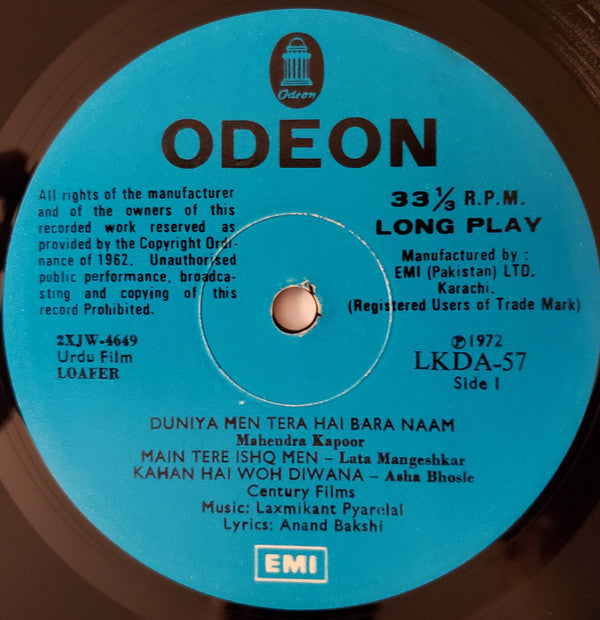 Odeon
ODEON
All rights of the manufacturer
and of the owners of this
recorded work reserved as
provided by the Copyright Ordi-
nance of 1962. Unauthorised
public performance, broadca-
sting and copying of this
record Prohibited.
33 1/3 R.P.M.
LONG PLAY
Manufactured by :
EMI (Pakistan) LTD.
Karachi.
(Registered Users of Trade Mark)
2XJW-4649
Urdu Film
LOAFER
Ⓟ1972
LKDA-57
Side I
DUNIYA MEN TERA HAI BARA NAAM
Mahendra Kapoor
MAIN TERE ISHQ MEN – Lata Mangeshkar
KAHAN HAI WOH DIWANA – Asha Bhosle
Century Films
Music: Laxmikant Pyarelal
Lyrics: Anand Bakshi
EMI